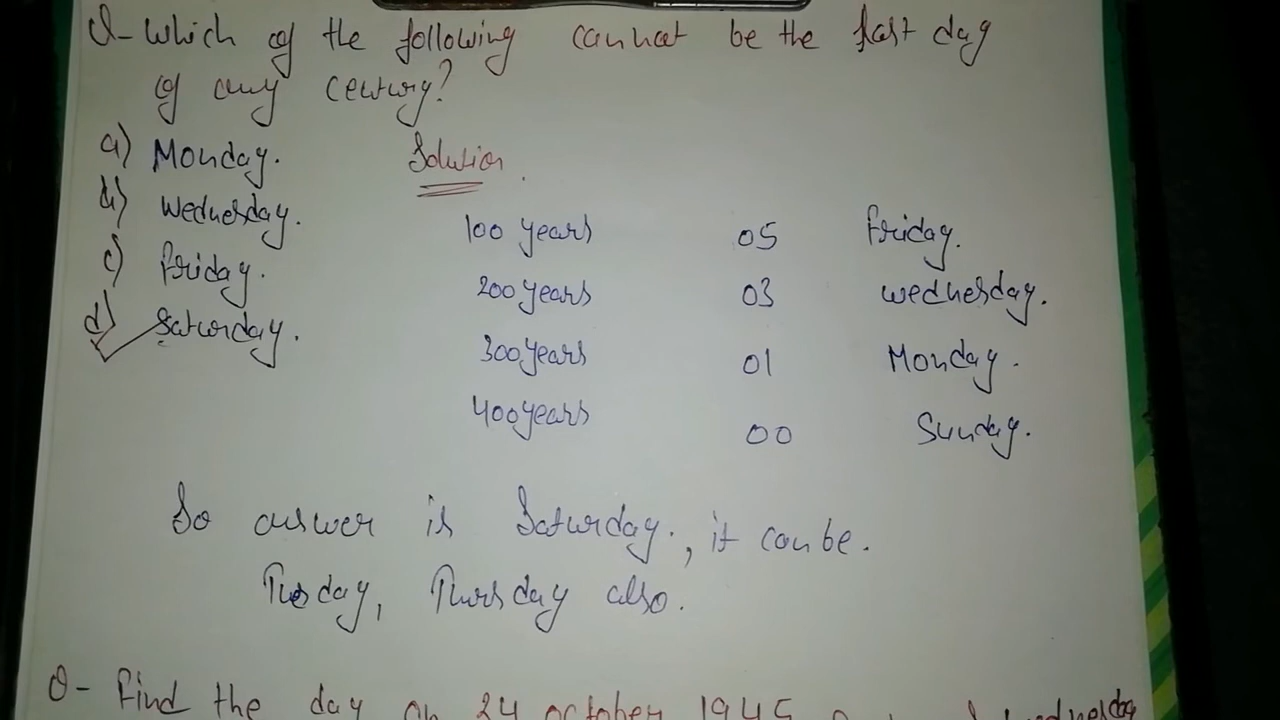 Q- Which of the following cannot be the last day
of any century?
a) Monday.
b) Wednesday.
c) Friday.
d) Saturday.
Solution
100 years 05 Friday.
200 years 03 Wednesday.
300 years 01 Monday.
400 years 00 Sunday.
So answer is Saturday., it can be.
Tuesday, Thursday also.
Q- Find the day on 24 october 1945